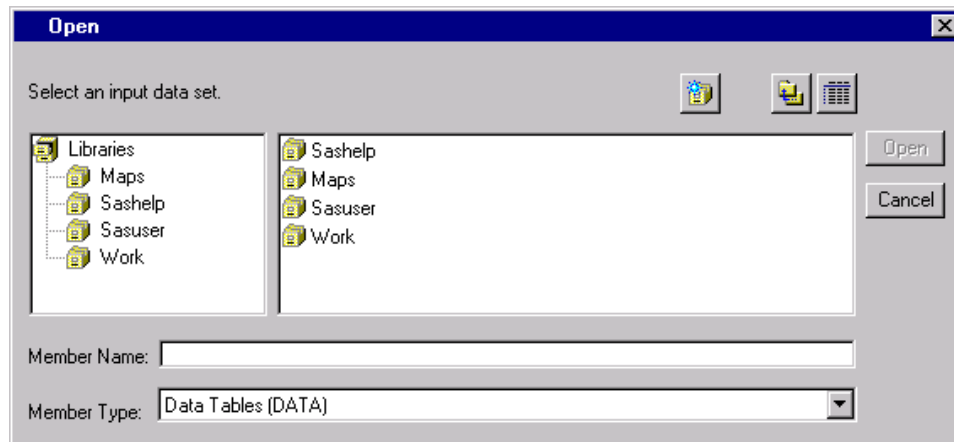 Open
Select an input data set.
Libraries
Maps
Sashelp
Sasuser
Work
Sashelp
Maps
Sasuser
Work
Open
Cancel
Member Name:
Member Type: Data Tables (DATA)